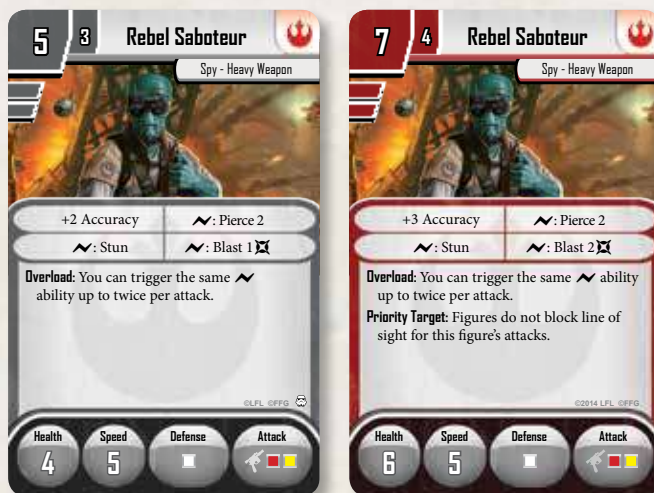 5 3 Rebel Saboteur
Spy - Heavy Weapon
+2 Accuracy : Pierce 2
: Stun : Blast 1
Overload: You can trigger the same
ability up to twice per attack.
©LFL ©FFG
Health Speed Defense Attack
4 5
7 4 Rebel Saboteur
Spy - Heavy Weapon
+3 Accuracy : Pierce 2
: Stun : Blast 2
Overload: You can trigger the same ability
up to twice per attack.
Priority Target: Figures do not block line of
sight for this figure's attacks.
©2014 LFL ©FFG
Health Speed Defense Attack
6 5